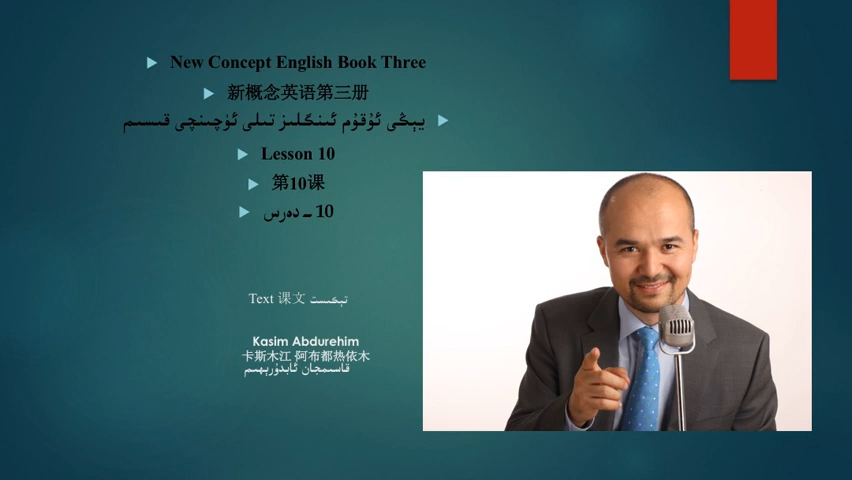 New Concept English Book Three
新概念英语第三册
يېڭى ئۇقۇم ئىنگلىز تىلى ئۈچىنچى قىسىم
Lesson 10
第10课
10 ـ دەرس
Text 课文 تېكىست
Kasim Abdurehim
卡斯木江 阿布都热依木
قاسىمجان ئابدۇرېھىم